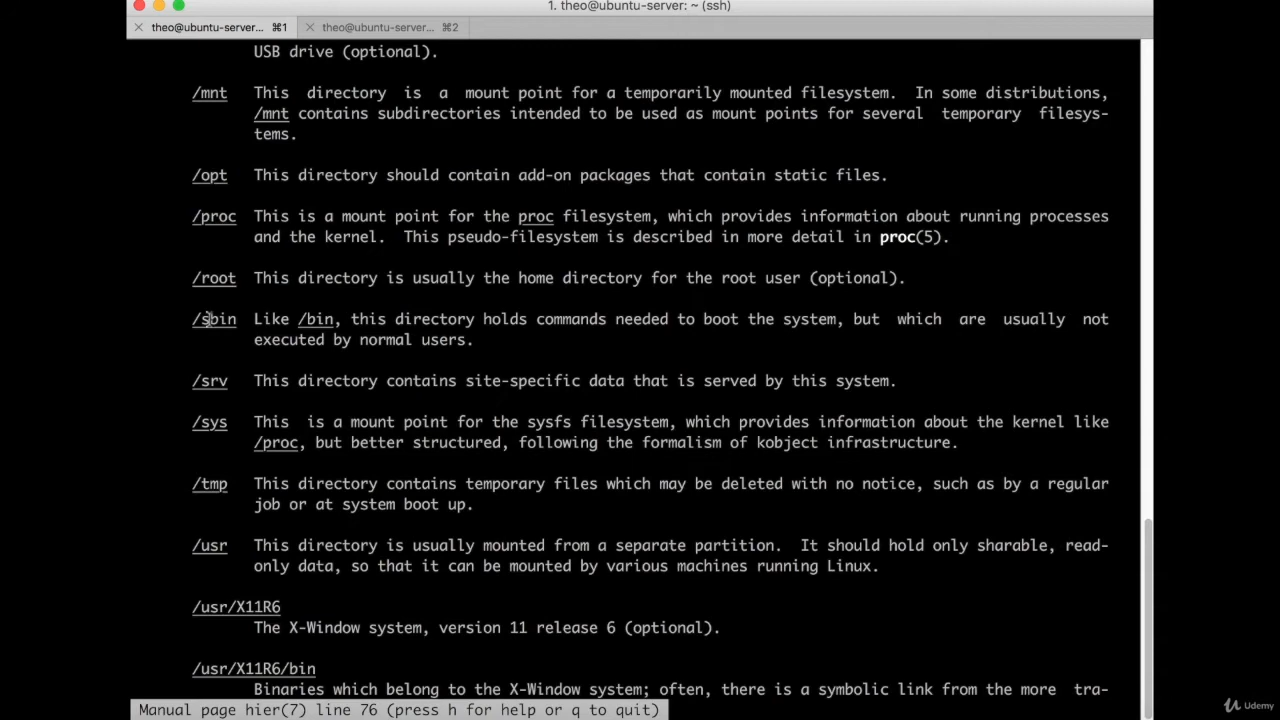 1. theo@ubuntu-server: ~ (ssh)
theo@ubuntu-server... ⌘1 theo@ubuntu-server... ⌘2
USB drive (optional).
/mnt This directory is a mount point for a temporarily mounted filesystem. In some distributions,
/mnt contains subdirectories intended to be used as mount points for several temporary filesys-
tems.
/opt This directory should contain add-on packages that contain static files.
/proc This is a mount point for the proc filesystem, which provides information about running processes
and the kernel. This pseudo-filesystem is described in more detail in proc(5).
/root This directory is usually the home directory for the root user (optional).
/sbin Like /bin, this directory holds commands needed to boot the system, but which are usually not
executed by normal users.
/srv This directory contains site-specific data that is served by this system.
/sys This is a mount point for the sysfs filesystem, which provides information about the kernel like
/proc, but better structured, following the formalism of kobject infrastructure.
/tmp This directory contains temporary files which may be deleted with no notice, such as by a regular
job or at system boot up.
/usr This directory is usually mounted from a separate partition. It should hold only sharable, read-
only data, so that it can be mounted by various machines running Linux.
/usr/X11R6
The X-Window system, version 11 release 6 (optional).
/usr/X11R6/bin
Binaries which belong to the X-Window system; often, there is a symbolic link from the more tra-
Manual page hier(7) line 76 (press h for help or q to quit)
Udemy